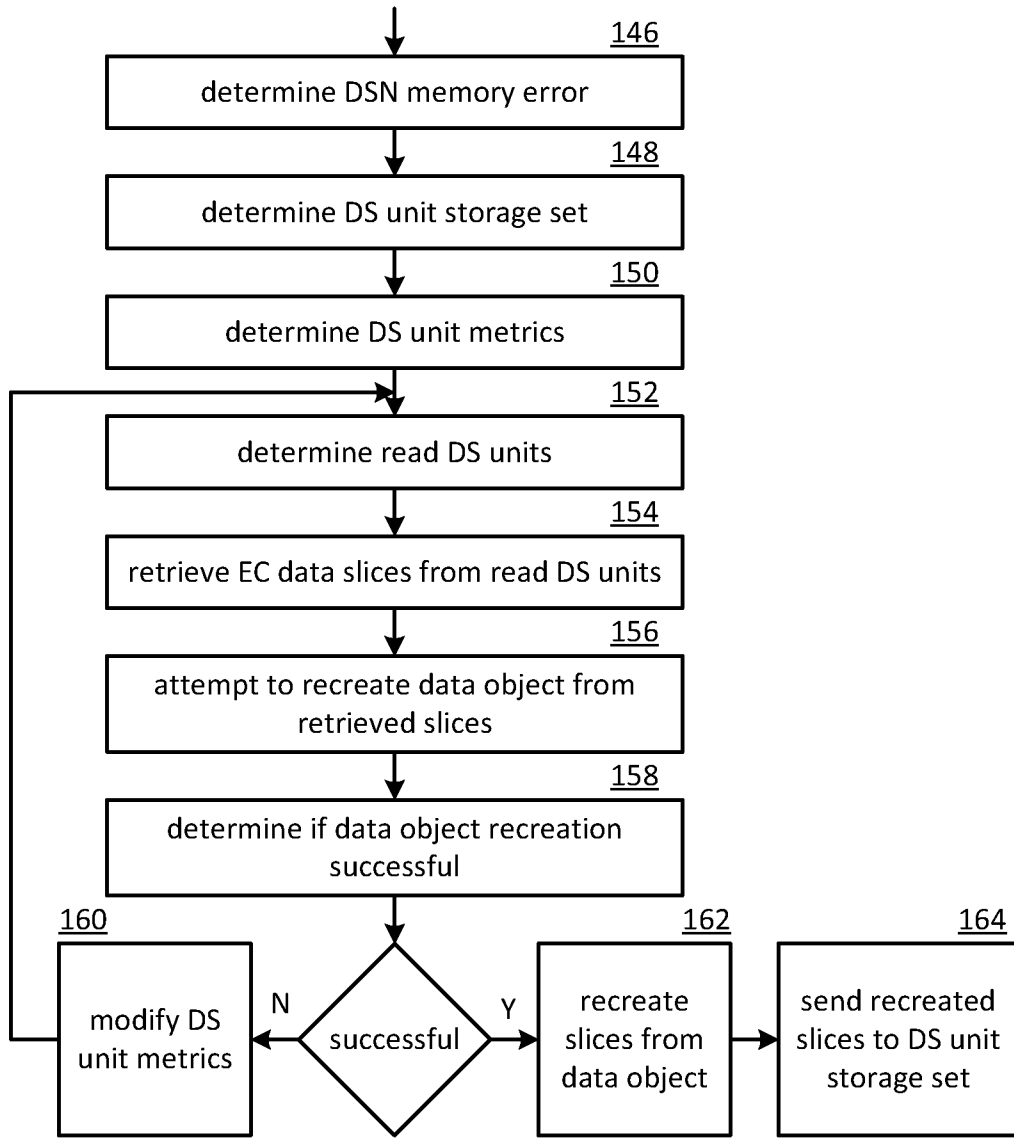 146
determine DSN memory error
148
determine DS unit storage set
150
determine DS unit metrics
152
determine read DS units
154
retrieve EC data slices from read DS units
156
attempt to recreate data object from
retrieved slices
158
determine if data object recreation
successful
160
modify DS
unit metrics
N
successful
Y
162
recreate
slices from
data object
164
send recreated
slices to DS unit
storage set